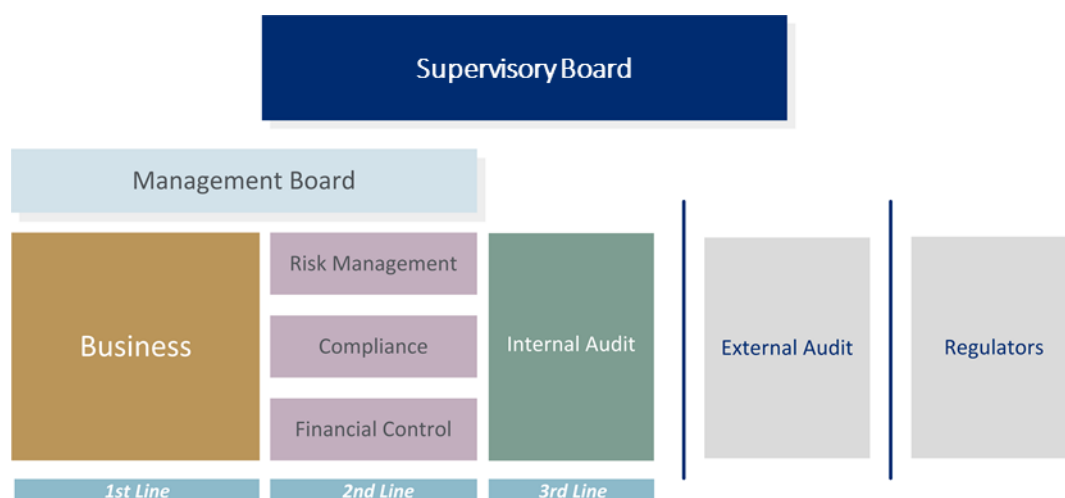 Supervisory Board
Management Board
Business
Risk Management
Compliance
Financial Control
Internal Audit
External Audit
Regulators
1st Line
2nd Line
3rd Line